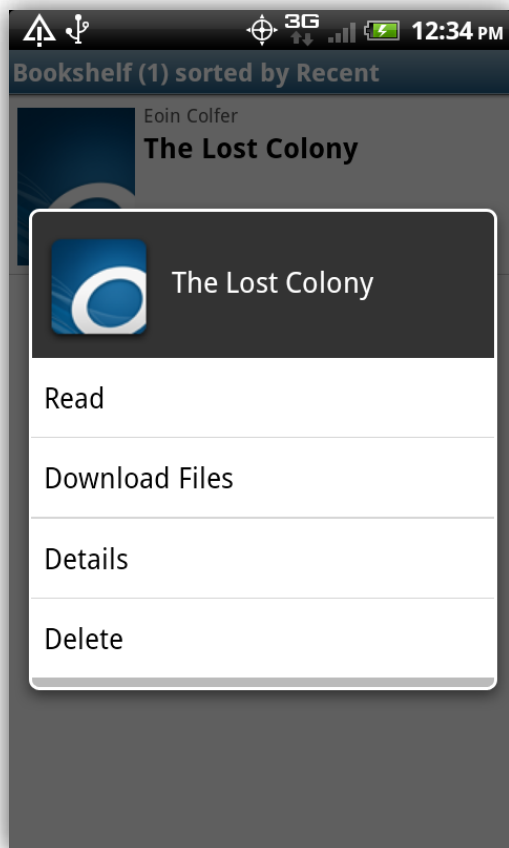 3G 12:34 PM
Bookshelf (1) sorted by Recent
Eoin Colfer
The Lost Colony
The Lost Colony
Read
Download Files
Details
Delete